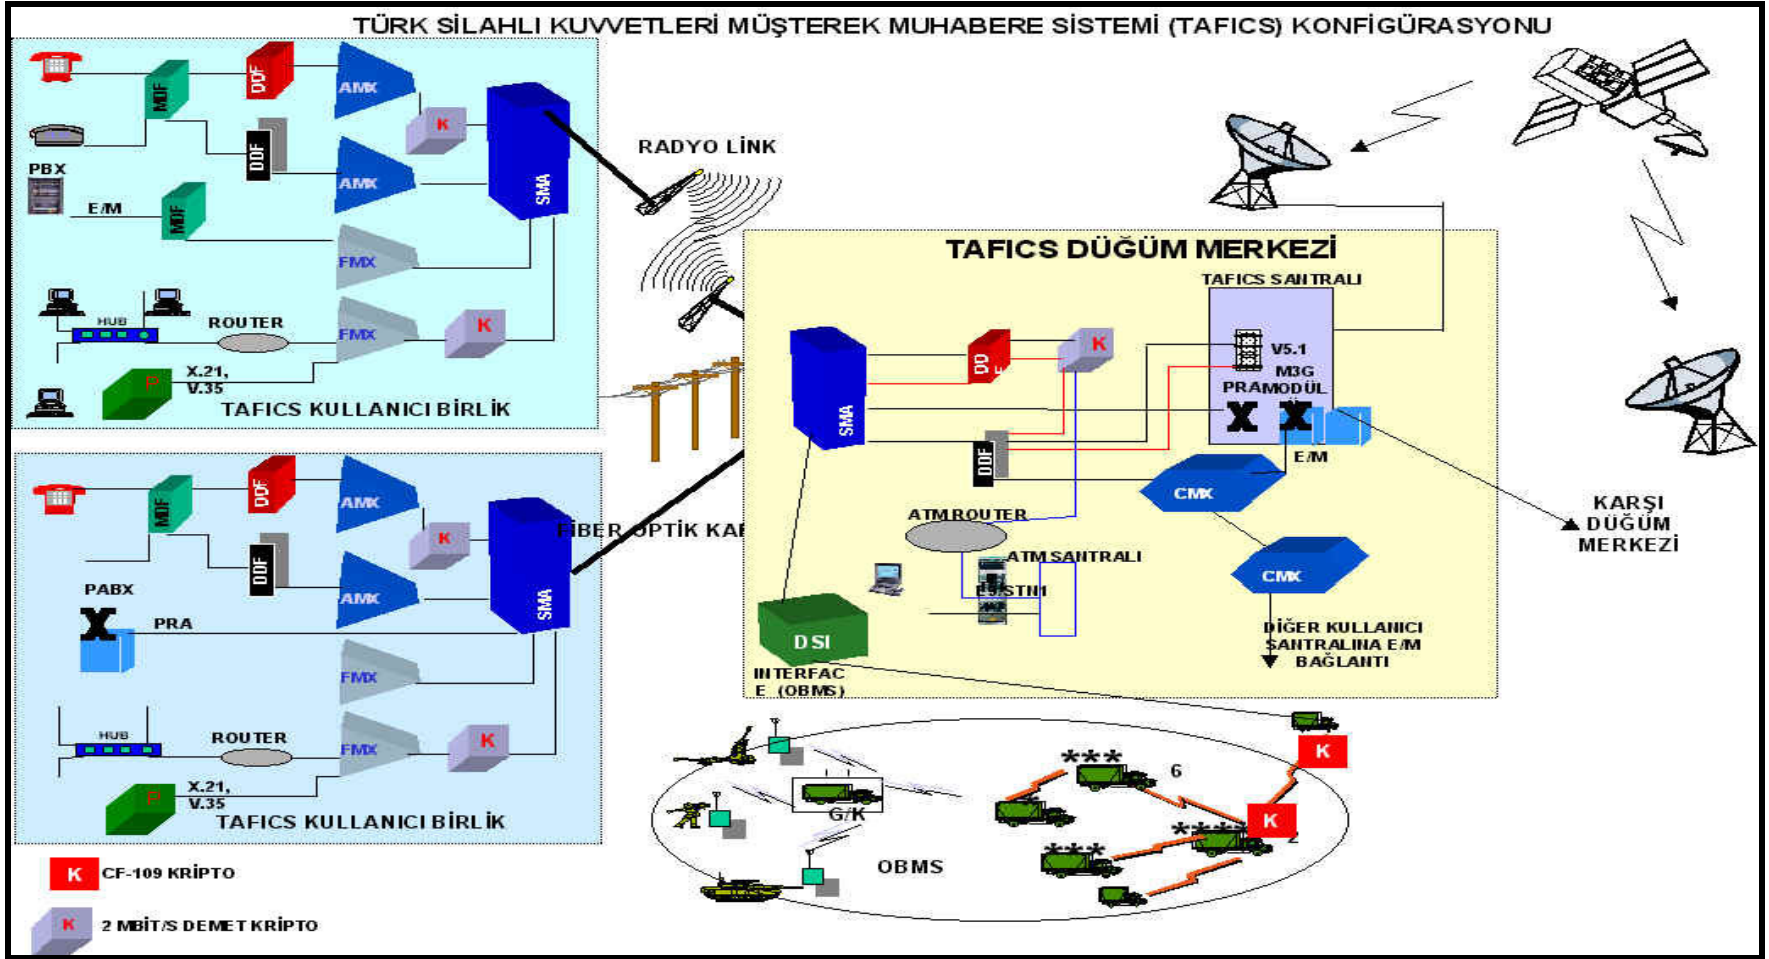 TÜRK SİLAHLI KUVVETLERİ MÜŞTEREK MUHABERE SİSTEMİ (TAFICS) KONFİGÜRASYONU
MDF
DDF
AMX
K
SMA
DDF
AMX
PBX
E/M
MDF
FMX
HUB
ROUTER
FMX
K
P
X.21,
V.35
TAFICS KULLANICI BİRLİK
RADYO LİNK
MDF
DDF
AMX
K
SMA
DDF
AMX
PABX
X
PRA
FMX
HUB
ROUTER
FMX
K
P
X.21,
V.35
TAFICS KULLANICI BİRLİK
FİBER OPTİK KA
TAFICS DÜĞÜM MERKEZİ
TAFICS SANTRALI
SMA
DD
K
V5.1
M3G
PRA MODÜL
X
X
E/M
DDF
CMX
ATM ROUTER
ATM SANTRALI
CMX
DSI
INTERFAC
E (OBMS)
DİĞER KULLANICI
SANTRALINA E/M
BAĞLANTI
KARŞI
DÜĞÜM
MERKEZİ
K
***
6
G/K
K
****
2
***
OBMS
K CF-109 KRİPTO
K 2 MBİT/S DEMET KRİPTO